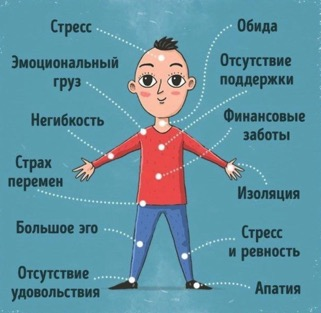 Стресс
Обида
Эмоциональный
груз
Отсутствие
поддержки
Негибкость
Финансовые
заботы
Страх
перемен
Изоляция
Большое эго
Стресс
и ревность
Отсутствие
удовольствия
Апатия